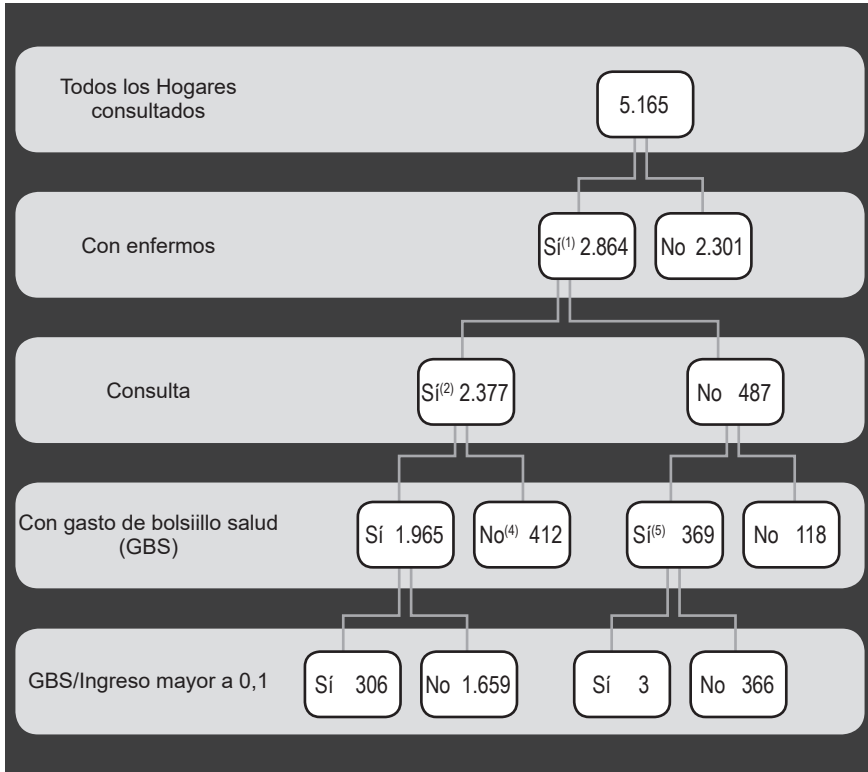 Todos los Hogares
consultados
5.165
Con enfermos
Sí(1) 2.864
No 2.301
Consulta
Sí(2) 2.377
No 487
Con gasto de bolsiillo salud
(GBS)
Sí 1.965
No(4) 412
Sí(5) 369
No 118
GBS/Ingreso mayor a 0,1
Sí 306
No 1.659
Sí 3
No 366